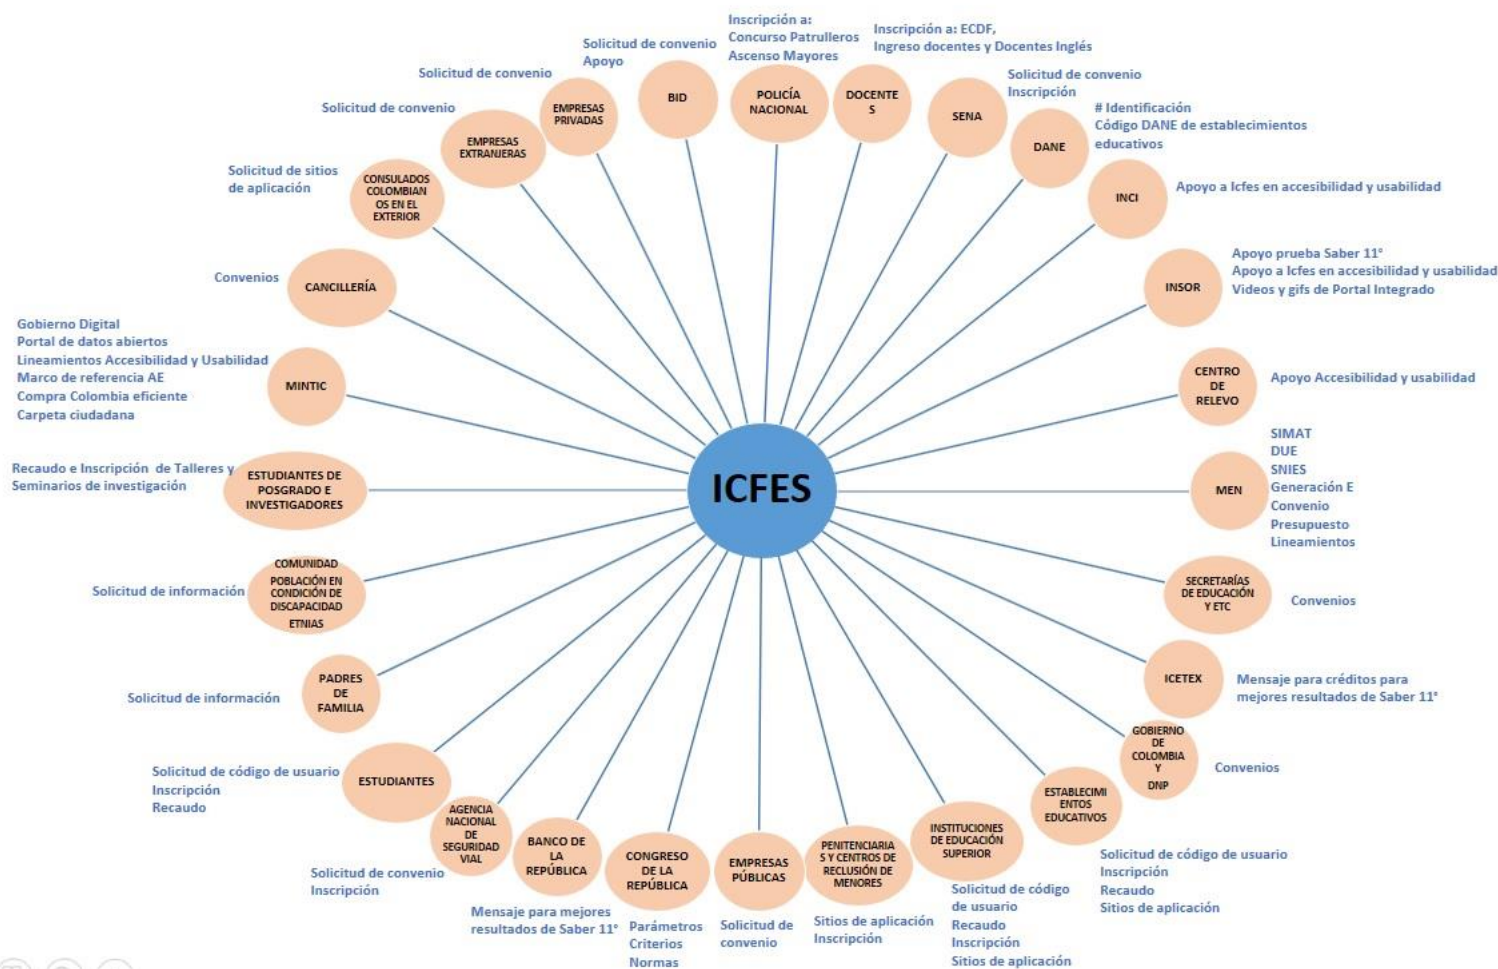 Inscripción a:
Concurso Patrulleros
Ascenso Mayores
POLICÍA
NACIONAL
Inscripción a: ECDF,
Ingreso docentes y Docentes Inglés
DOCENTE
S
Solicitud de convenio
Inscripción
SENA
# Identificación
Código DANE de establecimientos
educativos
DANE
Apoyo a Icfes en accesibilidad y usabilidad
INCI
Apoyo prueba Saber 11°
Apoyo a Icfes en accesibilidad y usabilidad
Videos y gifs de Portal Integrado
INSOR
CENTRO
DE
RELEVO
Apoyo Accesibilidad y usabilidad
MEN
SIMAT
DUE
SNIES
Generación E
Convenio
Presupuesto
Lineamientos
SECRETARÍAS
DE EDUCACIÓN
Y ETC
Convenios
ICETEX
Mensaje para créditos para
mejores resultados de Saber 11°
GOBIERNO
DE
COLOMBIA
Y
DNP
Convenios
ESTABLECIMI
ENTOS
EDUCATIVOS
Solicitud de código de usuario
Inscripción
Recaudo
Sitios de aplicación
INSTITUCIONES
DE EDUCACIÓN
SUPERIOR
Solicitud de código
de usuario
Recaudo
Inscripción
Sitios de aplicación
PENITENCIARIA
S Y CENTROS DE
RECLUSIÓN DE
MENORES
Sitios de aplicación
Inscripción
EMPRESAS
PÚBLICAS
Solicitud de
convenio
CONGRESO
DE LA
REPÚBLICA
Parámetros
Criterios
Normas
BANCO DE
LA
REPÚBLICA
Mensaje para mejores
resultados de Saber 11°
AGENCIA
NACIONAL
DE
SEGURIDAD
VIAL
Solicitud de convenio
Inscripción
ESTUDIANTES
Solicitud de código de usuario
Inscripción
Recaudo
PADRES
DE
FAMILIA
Solicitud de información
COMUNIDAD
POBLACIÓN EN
CONDICIÓN DE
DISCAPACIDAD
ETNIAS
Solicitud de información
ESTUDIANTES DE
POSGRADO E
INVESTIGADORES
Recaudo e Inscripción de Talleres y
Seminarios de investigación
MINTIC
Gobierno Digital
Portal de datos abiertos
Lineamientos Accesibilidad y Usabilidad
Marco de referencia AE
Compra Colombia eficiente
Carpeta ciudadana
CANCILLERÍA
Convenios
CONSULADOS
COLOMBIAN
OS EN EL
EXTERIOR
Solicitud de sitios
de aplicación
EMPRESAS
EXTRANJERAS
Solicitud de convenio
EMPRESAS
PRIVADAS
Solicitud de convenio
BID
Solicitud de convenio
Apoyo
ICFES